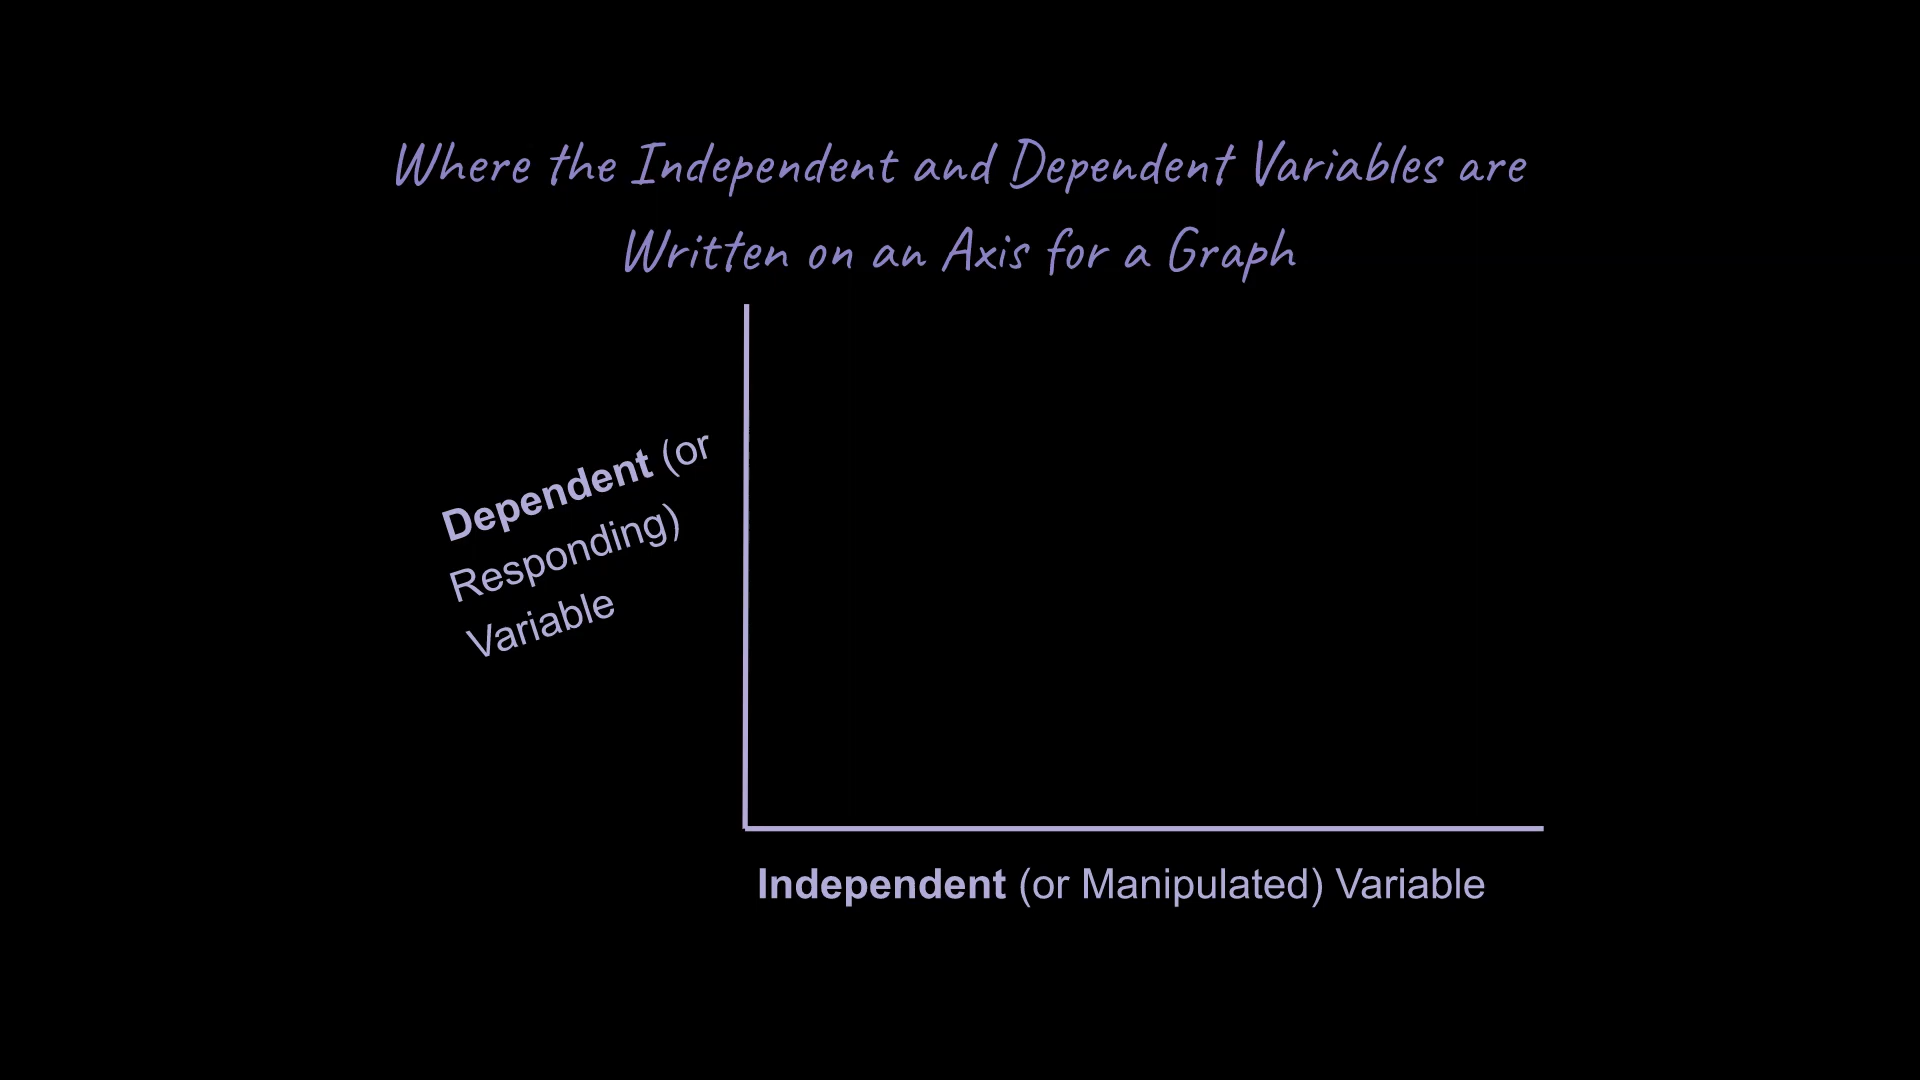 Where the Independent and Dependent Variables are
Written on an Axis for a Graph
Dependent (or
Responding)
Variable
Independent (or Manipulated) Variable